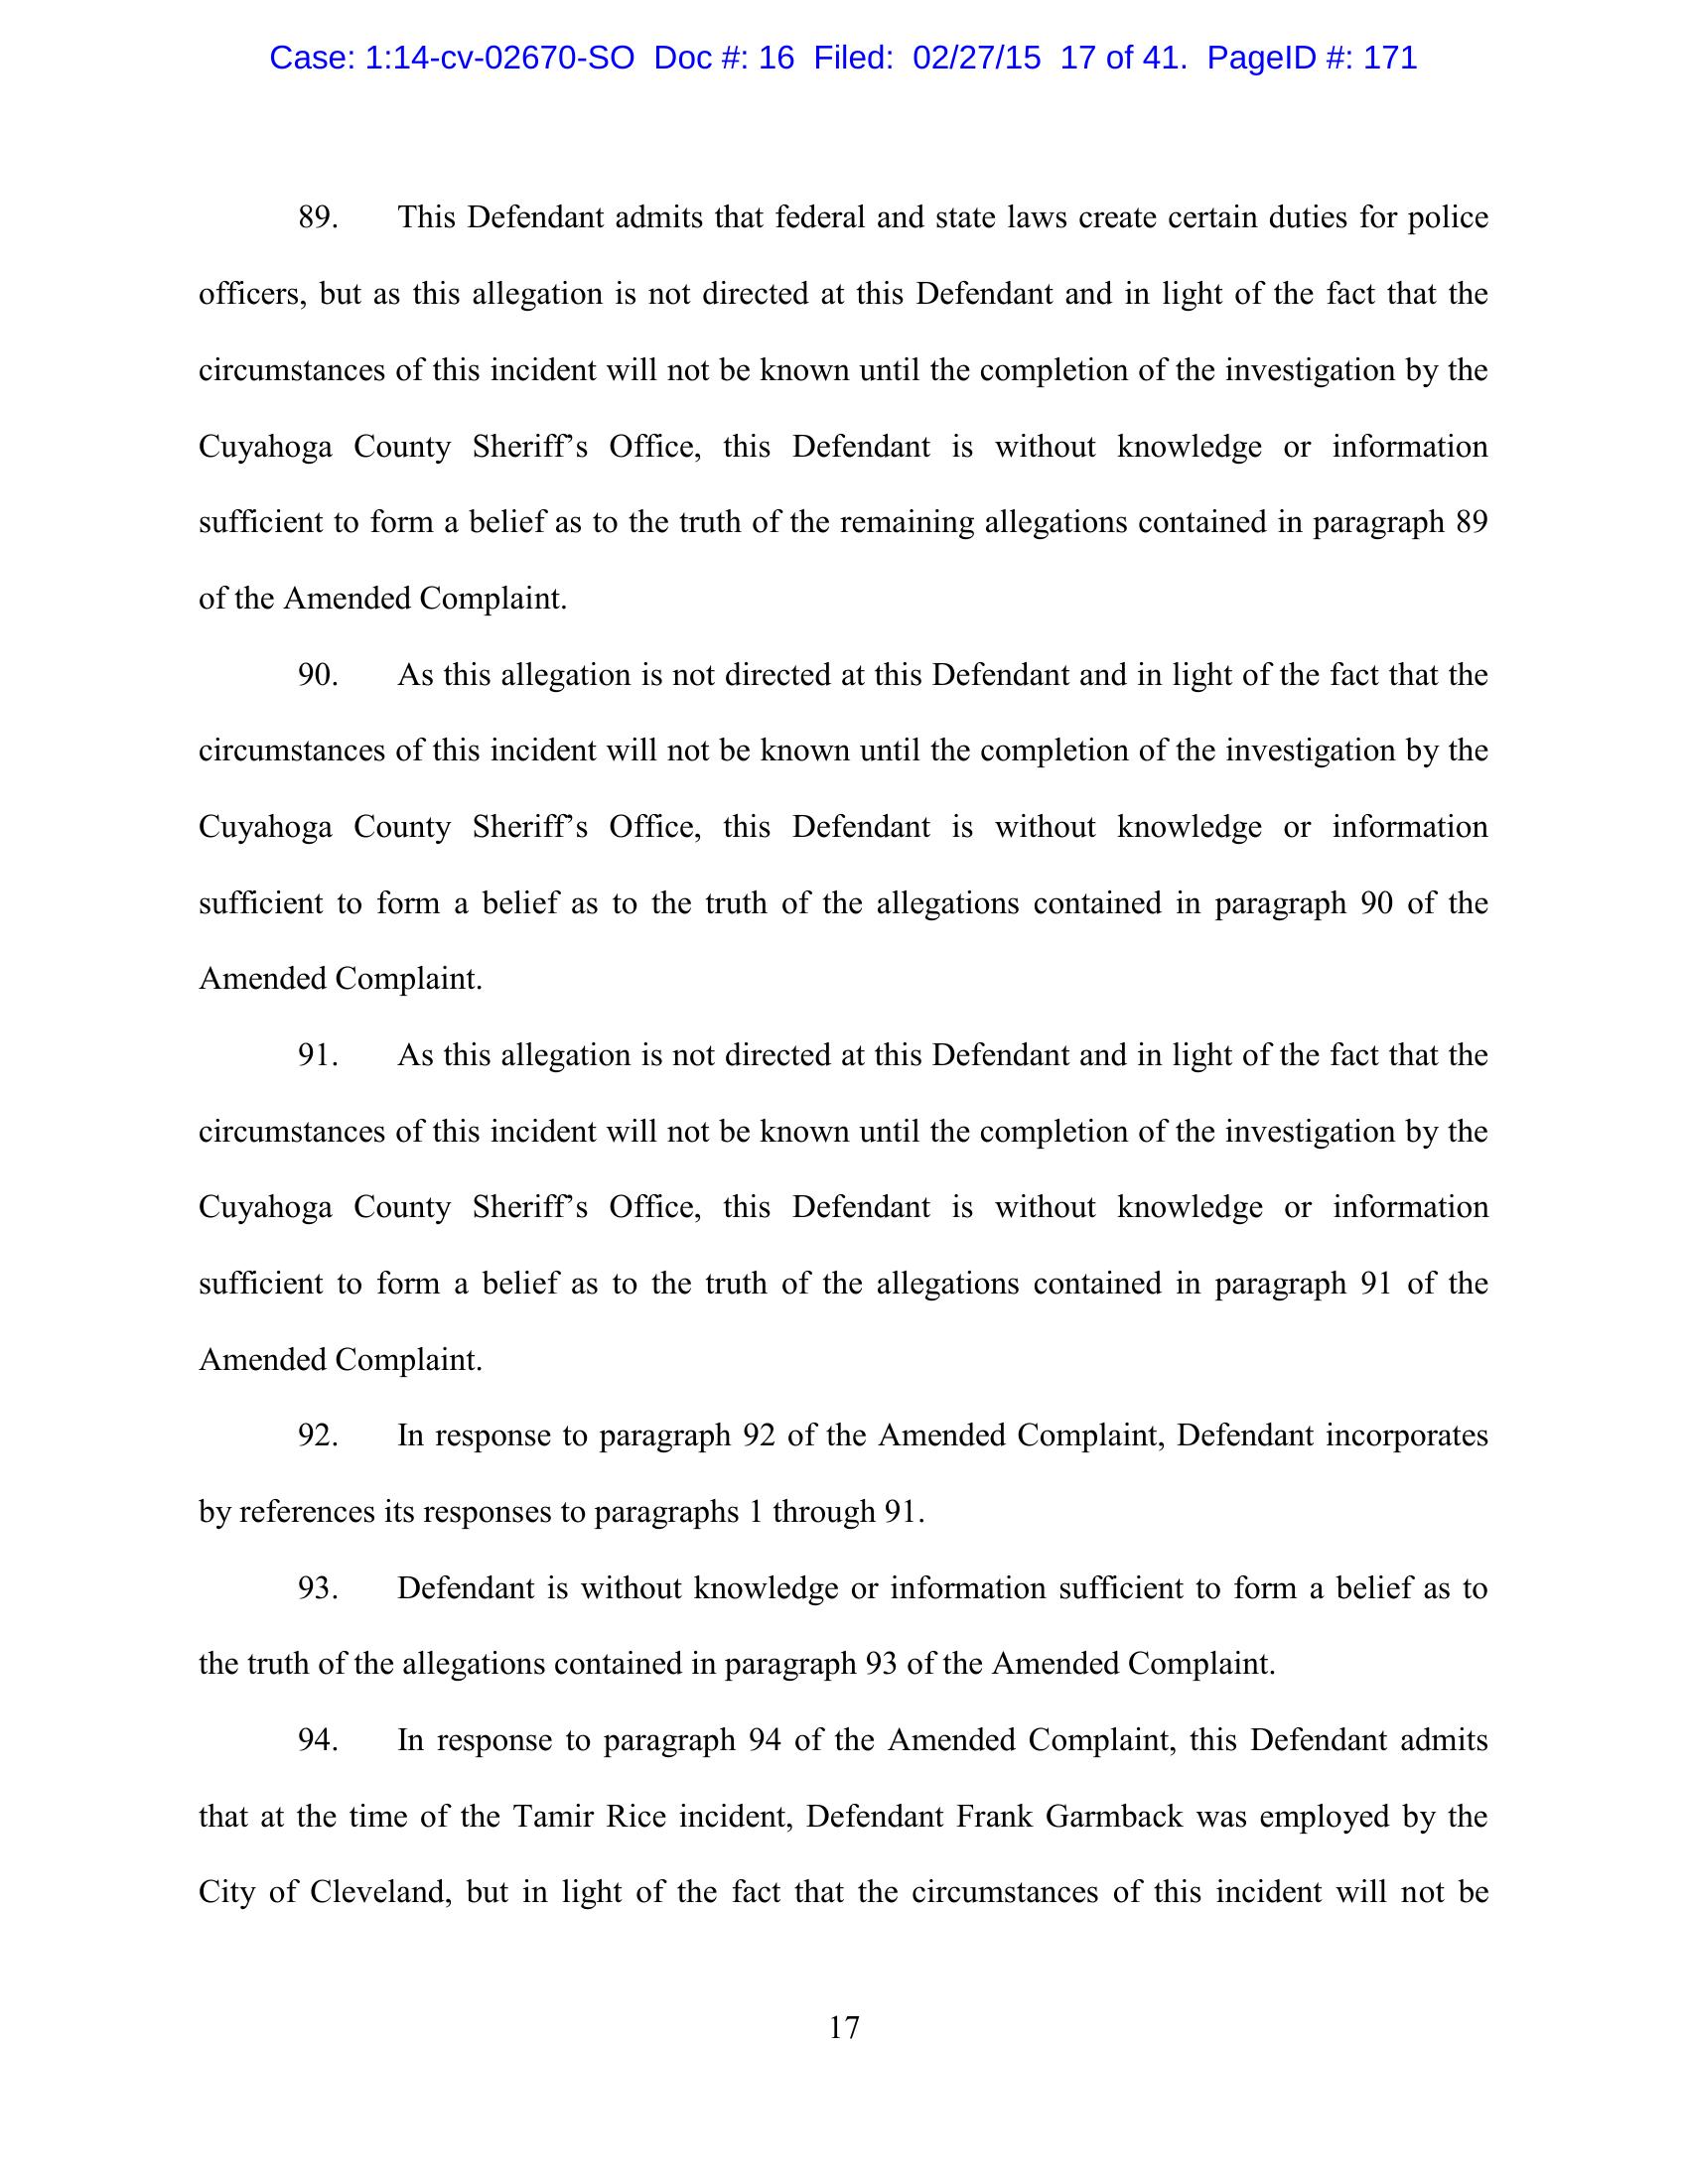 Case: 1:14-cv-02670-SO Doc #: 16 Filed: 02/27/15 17 of 41. PageID #: 171
89. This Defendant admits that federal and state laws create certain duties for police
officers, but as this allegation is not directed at this Defendant and in light of the fact that the
circumstances of this incident will not be known until the completion of the investigation by the
Cuyahoga County Sheriff’s Office, this Defendant is without knowledge or information
sufficient to form a belief as to the truth of the remaining allegations contained in paragraph 89
of the Amended Complaint.
90. As this allegation is not directed at this Defendant and in light of the fact that the
circumstances of this incident will not be known until the completion of the investigation by the
Cuyahoga County Sheriff’s Office, this Defendant is without knowledge or information
sufficient to form a belief as to the truth of the allegations contained in paragraph 90 of the
Amended Complaint.
91. As this allegation is not directed at this Defendant and in light of the fact that the
circumstances of this incident will not be known until the completion of the investigation by the
Cuyahoga County Sheriff’s Office, this Defendant is without knowledge or information
sufficient to form a belief as to the truth of the allegations contained in paragraph 91 of the
Amended Complaint.
92. In response to paragraph 92 of the Amended Complaint, Defendant incorporates
by references its responses to paragraphs 1 through 91.
93. Defendant is without knowledge or information sufficient to form a belief as to
the truth of the allegations contained in paragraph 93 of the Amended Complaint.
94. In response to paragraph 94 of the Amended Complaint, this Defendant admits
that at the time of the Tamir Rice incident, Defendant Frank Garmback was employed by the
City of Cleveland, but in light of the fact that the circumstances of this incident will not be
17